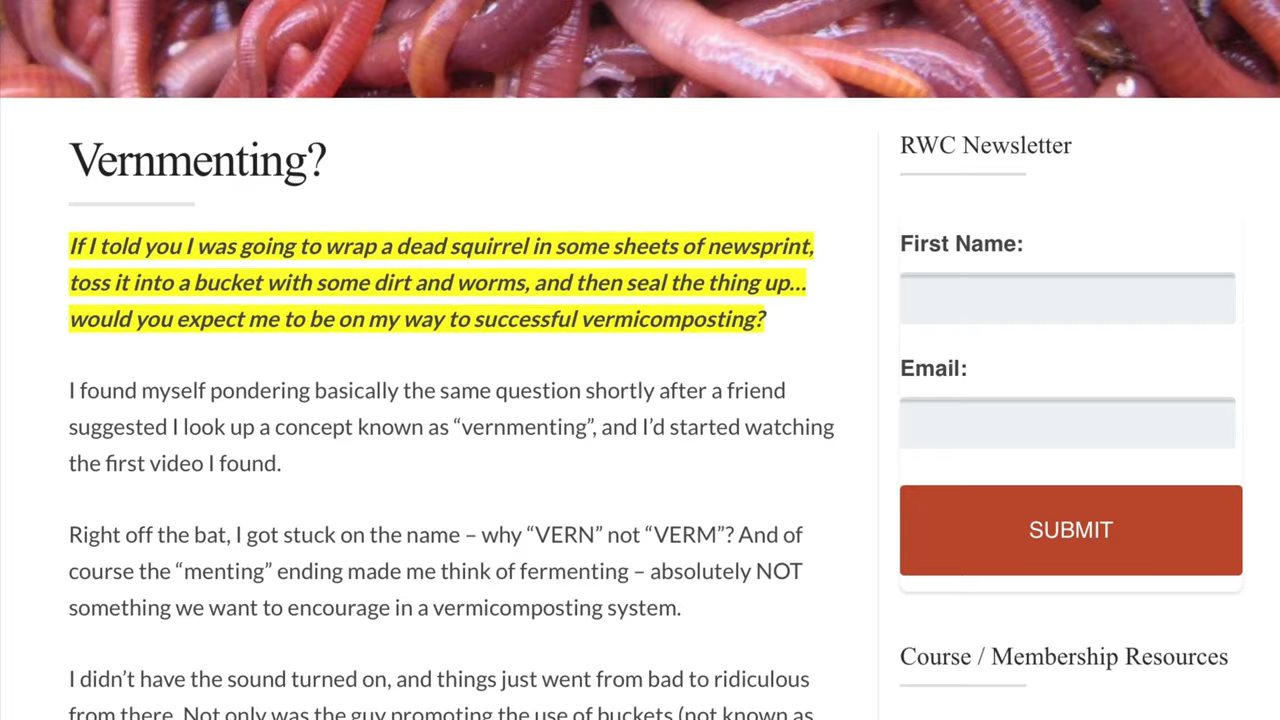 Vernmenting?
If I told you I was going to wrap a dead squirrel in some sheets of newsprint,
toss it into a bucket with some dirt and worms, and then seal the thing up...
would you expect me to be on my way to successful vermicomposting?
I found myself pondering basically the same question shortly after a friend
suggested I look up a concept known as “vernmenting”, and I’d started watching
the first video I found.
Right off the bat, I got stuck on the name – why “VERN” not “VERM”? And of
course the “menting” ending made me think of fermenting – absolutely NOT
something we want to encourage in a vermicomposting system.
I didn’t have the sound turned on, and things just went from bad to ridiculous
from there. Not only was the guy promoting the use of buckets (not known as
RWC Newsletter
First Name:
Email:
SUBMIT
Course / Membership Resources